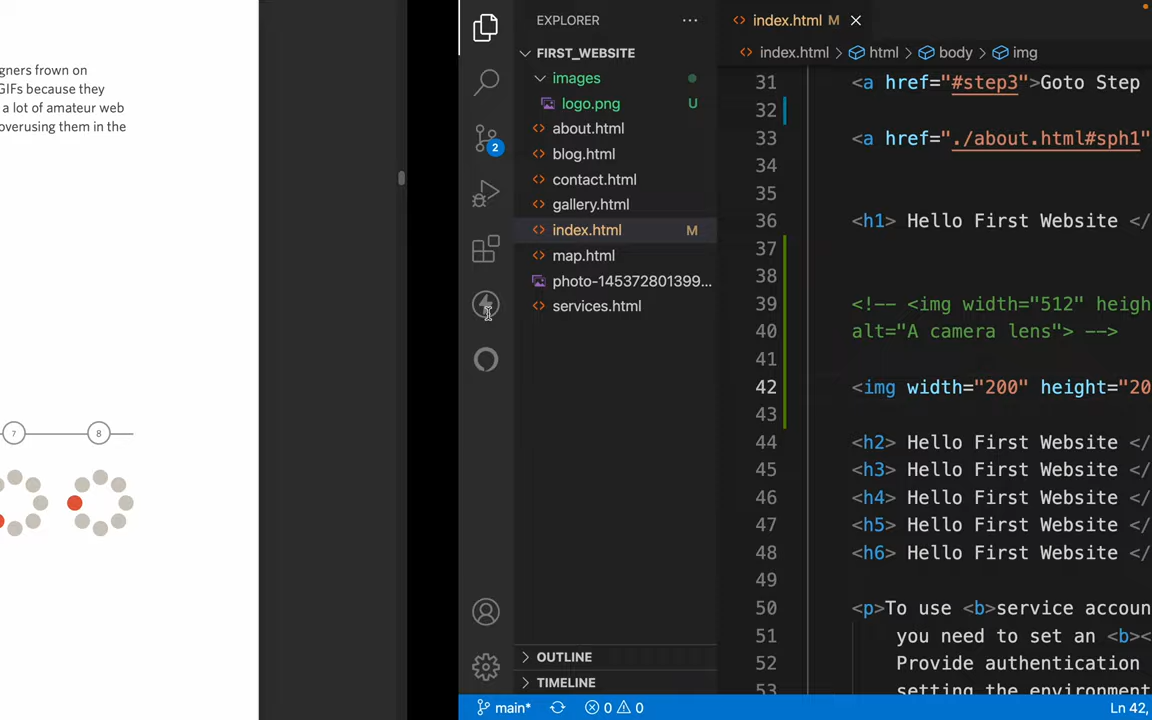 gners frown on
GIFs because they
a lot of amateur web
overusing them in the
7
8
EXPLORER
FIRST_WEBSITE
images
logo.png U
about.html
blog.html
contact.html
gallery.html
index.html M
map.html
photo-145372801399...
services.html
2
OUTLINE
TIMELINE
index.html M
index.html > html > body > img
31 <a href="#step3">Goto Step
32
33 <a href="./about.html#sph1"
34
35
36 <h1> Hello First Website </
37
38
39 <!-- <img width="512" heigh
40 alt="A camera lens"> -->
41
42 <img width="200" height="20
43
44 <h2> Hello First Website </
45 <h3> Hello First Website </
46 <h4> Hello First Website </
47 <h5> Hello First Website </
48 <h6> Hello First Website </
49
50 <p>To use <b>service accoun
51 you need to set an <b><
52 Provide authentication
53 setting the environment
main* 0 0
Ln 42,